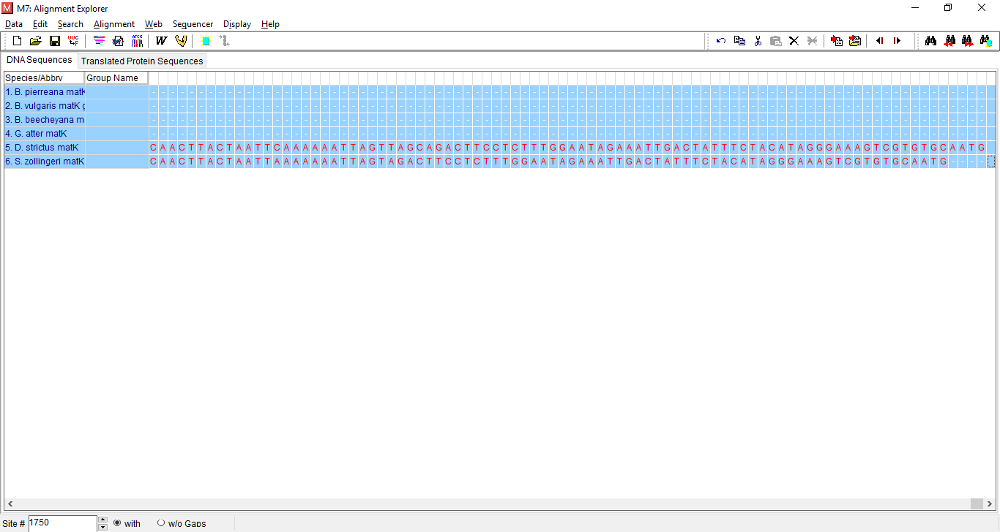 M7: Alignment Explorer
Data Edit Search Alignment Web Sequencer Display Help
DNA Sequences Translated Protein Sequences
Species/Abbrv Group Name
1. B. pierreana matK - - - - - - - - - - - - - - - - - - - - - - - - - - - - - - - - - - - - - - - - - - - - - - - - - - - - - - - - - - - - - - - - - - - - - - - - - - - - - - - - - - - - - - - -
2. B. vulgaris matK g - - - - - - - - - - - - - - - - - - - - - - - - - - - - - - - - - - - - - - - - - - - - - - - - - - - - - - - - - - - - - - - - - - - - - - - - - - - - - - - - - - - - - - - -
3. B. beecheyana m - - - - - - - - - - - - - - - - - - - - - - - - - - - - - - - - - - - - - - - - - - - - - - - - - - - - - - - - - - - - - - - - - - - - - - - - - - - - - - - - - - - - - - - -
4. G. atter matK - - - - - - - - - - - - - - - - - - - - - - - - - - - - - - - - - - - - - - - - - - - - - - - - - - - - - - - - - - - - - - - - - - - - - - - - - - - - - - - - - - - - - - - -
5. D. strictus matK C A A C T T A C T A A T T C A A A A A A T T A G T T A G C A G A C T T C C T C T T T G G A A T A G A A A T T G A C T A T T T C T A C A T A G G G A A A G T C G T G T G C A A T G
6. S. zollingeri matK C A A C T T A C T A A T T A A A A A A A T T A G T A G A C T T C C T C T T T G G A A T A G A A A T T G A C T A T T T C T A C A T A G G G A A A G T C G T G T G C A A T G - - - -
Site # 1750 with w/o Gaps